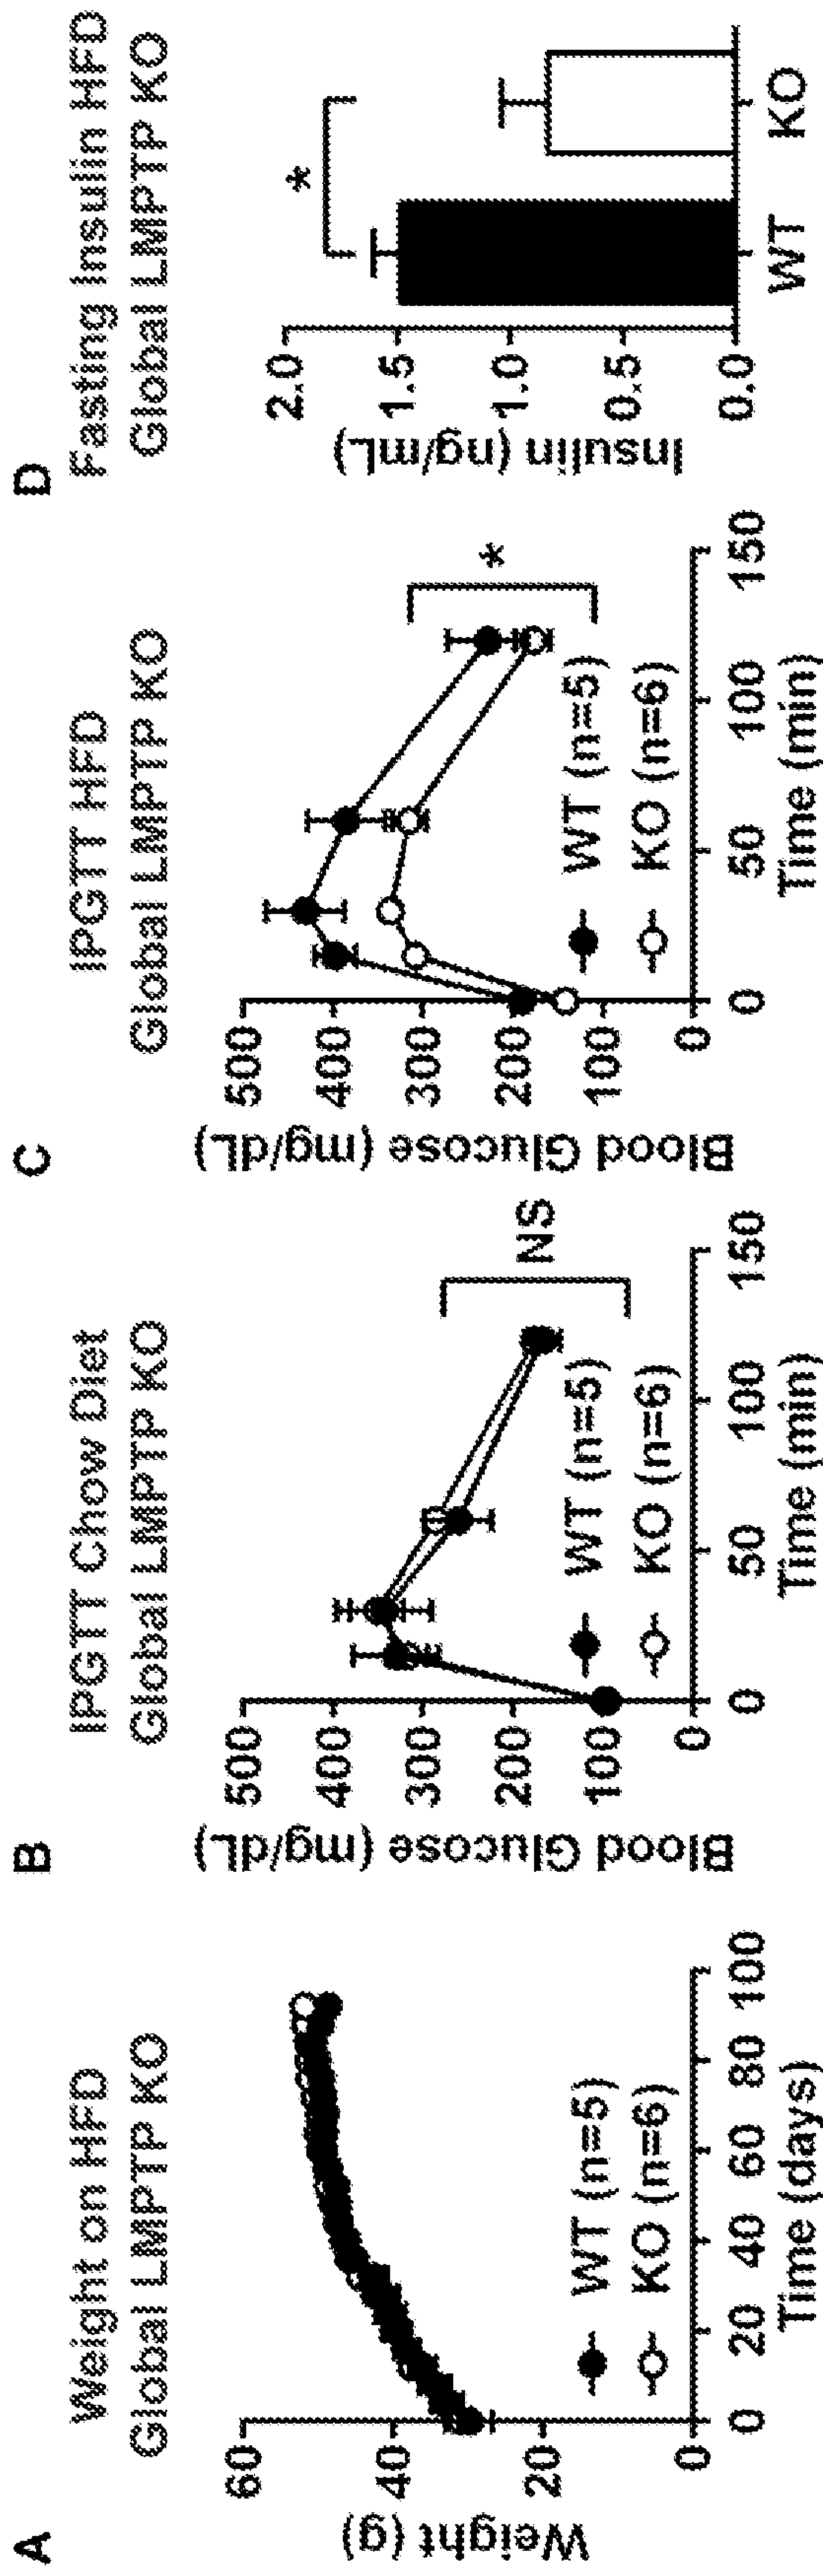 A
Weight on HFD
Global LMPTP KO
Weight (g)
60
40
20
0
0 20 40 60 80 100
Time (days)
WT (n=5)
KO (n=6)
B
IPGTT Chow Diet
Global LMPTP KO
Blood Glucose (mg/dL)
500
400
300
200
100
0
0 50 100 150
Time (min)
WT (n=5)
KO (n=6)
NS
C
IPGTT HFD
Global LMPTP KO
Blood Glucose (mg/dL)
500
400
300
200
100
0
0 50 100 150
Time (min)
WT (n=5)
KO (n=6)
*
D
Fasting Insulin HFD
Global LMPTP KO
Insulin (ng/mL)
2.0
1.5
1.0
0.5
0.0
WT KO
*